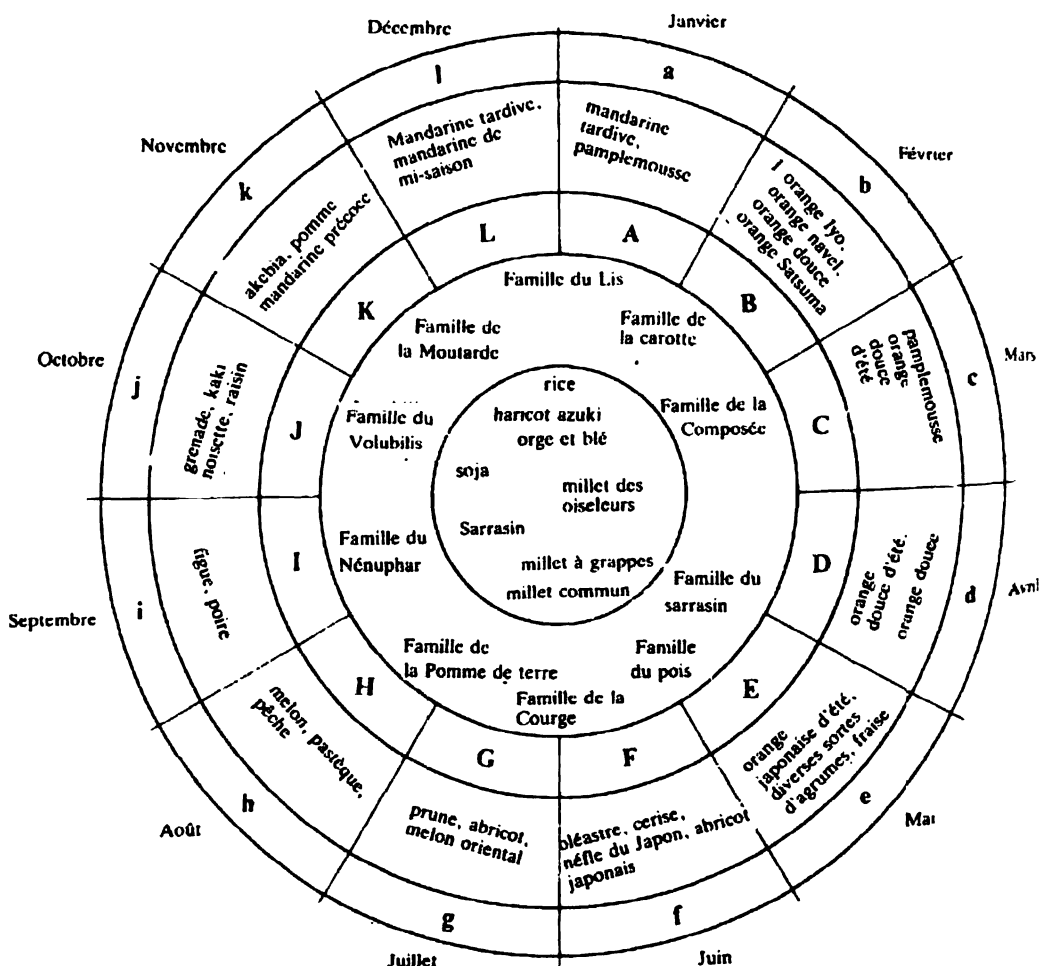 Janvier
Février
Mars
Avril
Mai
Juin
Juillet
Août
Septembre
Octobre
Novembre
Décembre
a
b
c
d
e
f
g
h
i
j
k
l
mandarine
tardive,
pamplemousse
1 orange Iyo,
orange navel,
orange douce
orange Satsuma
pamplemousse
orange
douce
d'été
orange
douce d'été.
orange douce
orange
japonaise d'été,
diverses sortes
d'agrumes, fraise
oléastre, cerise,
nèfle du Japon, abricot
japonais
prune, abricot,
melon oriental
melon, pastèque,
pêche
figue, poire
grenade, kaki
noisette, raisin
akebia, pomme
mandarine précoce
Mandarine tardive,
mandarine de
mi-saison
A
B
C
D
E
F
G
H
I
J
K
L
Famille du Lis
Famille de
la carotte
Famille de la
Composée
Famille du
sarrasin
Famille
du pois
Famille de la
Courge
Famille de
la Pomme de terre
Famille du
Nénuphar
Famille du
Volubilis
Famille de
la Moutarde
rice
haricot azuki
orge et blé
soja
millet des
oiseleurs
Sarrasin
millet à grappes
millet commun